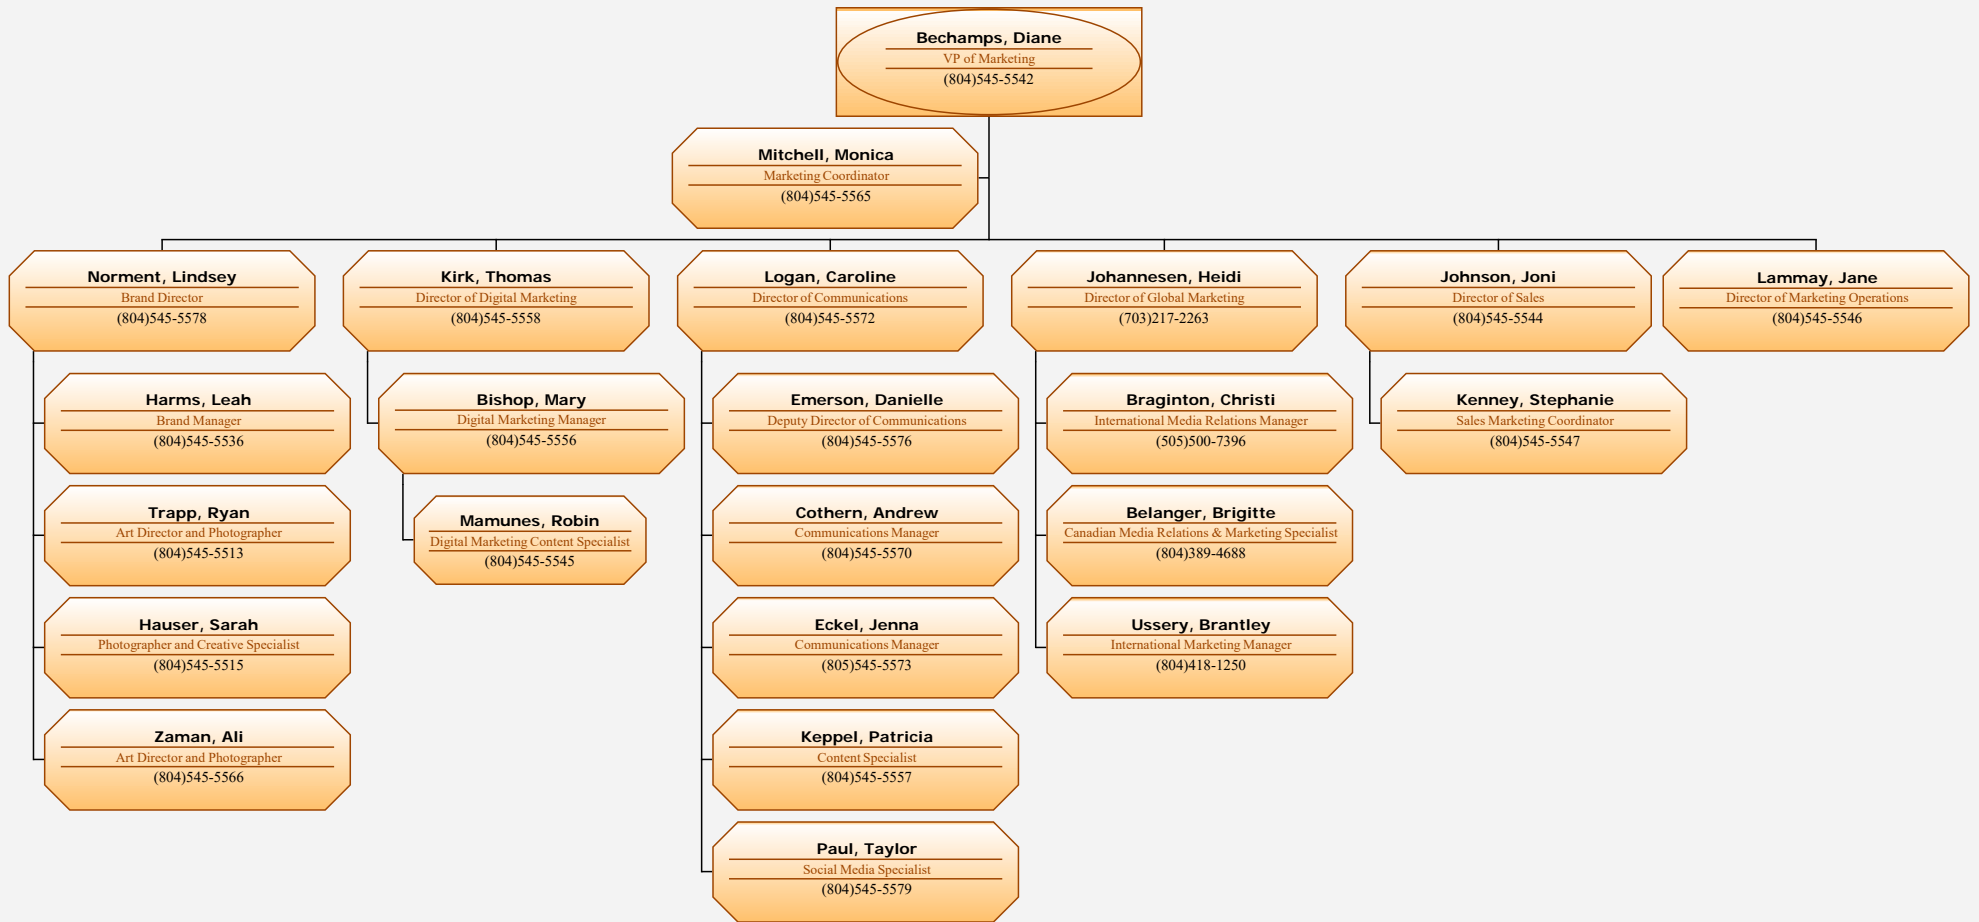 Bechamps, Diane
VP of Marketing
(804)545-5542
Mitchell, Monica
Marketing Coordinator
(804)545-5565
Norment, Lindsey
Brand Director
(804)545-5578
Kirk, Thomas
Director of Digital Marketing
(804)545-5558
Logan, Caroline
Director of Communications
(804)545-5572
Johannesen, Heidi
Director of Global Marketing
(703)217-2263
Johnson, Joni
Director of Sales
(804)545-5544
Lammay, Jane
Director of Marketing Operations
(804)545-5546
Harms, Leah
Brand Manager
(804)545-5536
Trapp, Ryan
Art Director and Photographer
(804)545-5513
Hauser, Sarah
Photographer and Creative Specialist
(804)545-5515
Zaman, Ali
Art Director and Photographer
(804)545-5566
Bishop, Mary
Digital Marketing Manager
(804)545-5556
Mamunes, Robin
Digital Marketing Content Specialist
(804)545-5545
Emerson, Danielle
Deputy Director of Communications
(804)545-5576
Cothern, Andrew
Communications Manager
(804)545-5570
Eckel, Jenna
Communications Manager
(805)545-5573
Keppel, Patricia
Content Specialist
(804)545-5557
Paul, Taylor
Social Media Specialist
(804)545-5579
Braginton, Christi
International Media Relations Manager
(505)500-7396
Belanger, Brigitte
Canadian Media Relations & Marketing Specialist
(804)389-4688
Ussery, Brantley
International Marketing Manager
(804)418-1250
Kenney, Stephanie
Sales Marketing Coordinator
(804)545-5547